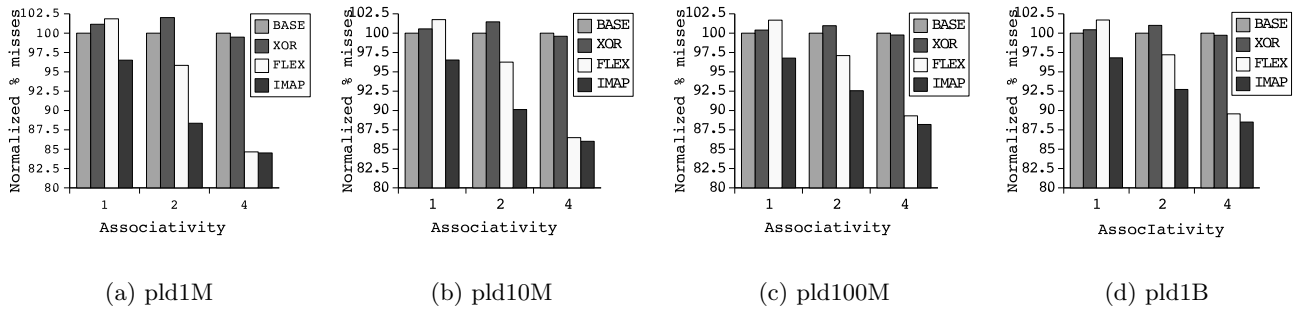 102.5
100
97.5
95
92.5
90
87.5
85
82.5
80
Normalized % misses
1 2 4
Associativity
BASE
XOR
FLEX
IMAP
(a) pld1M
102.5
100
97.5
95
92.5
90
87.5
85
82.5
80
Normalized % misses
1 2 4
Associativity
BASE
XOR
FLEX
IMAP
(b) pld10M
102.5
100
97.5
95
92.5
90
87.5
85
82.5
80
Normalized % misses
1 2 4
Associativity
BASE
XOR
FLEX
IMAP
(c) pld100M
102.5
100
97.5
95
92.5
90
87.5
85
82.5
80
Normalized % misses
1 2 4
AssocIativity
BASE
XOR
FLEX
IMAP
(d) pld1B